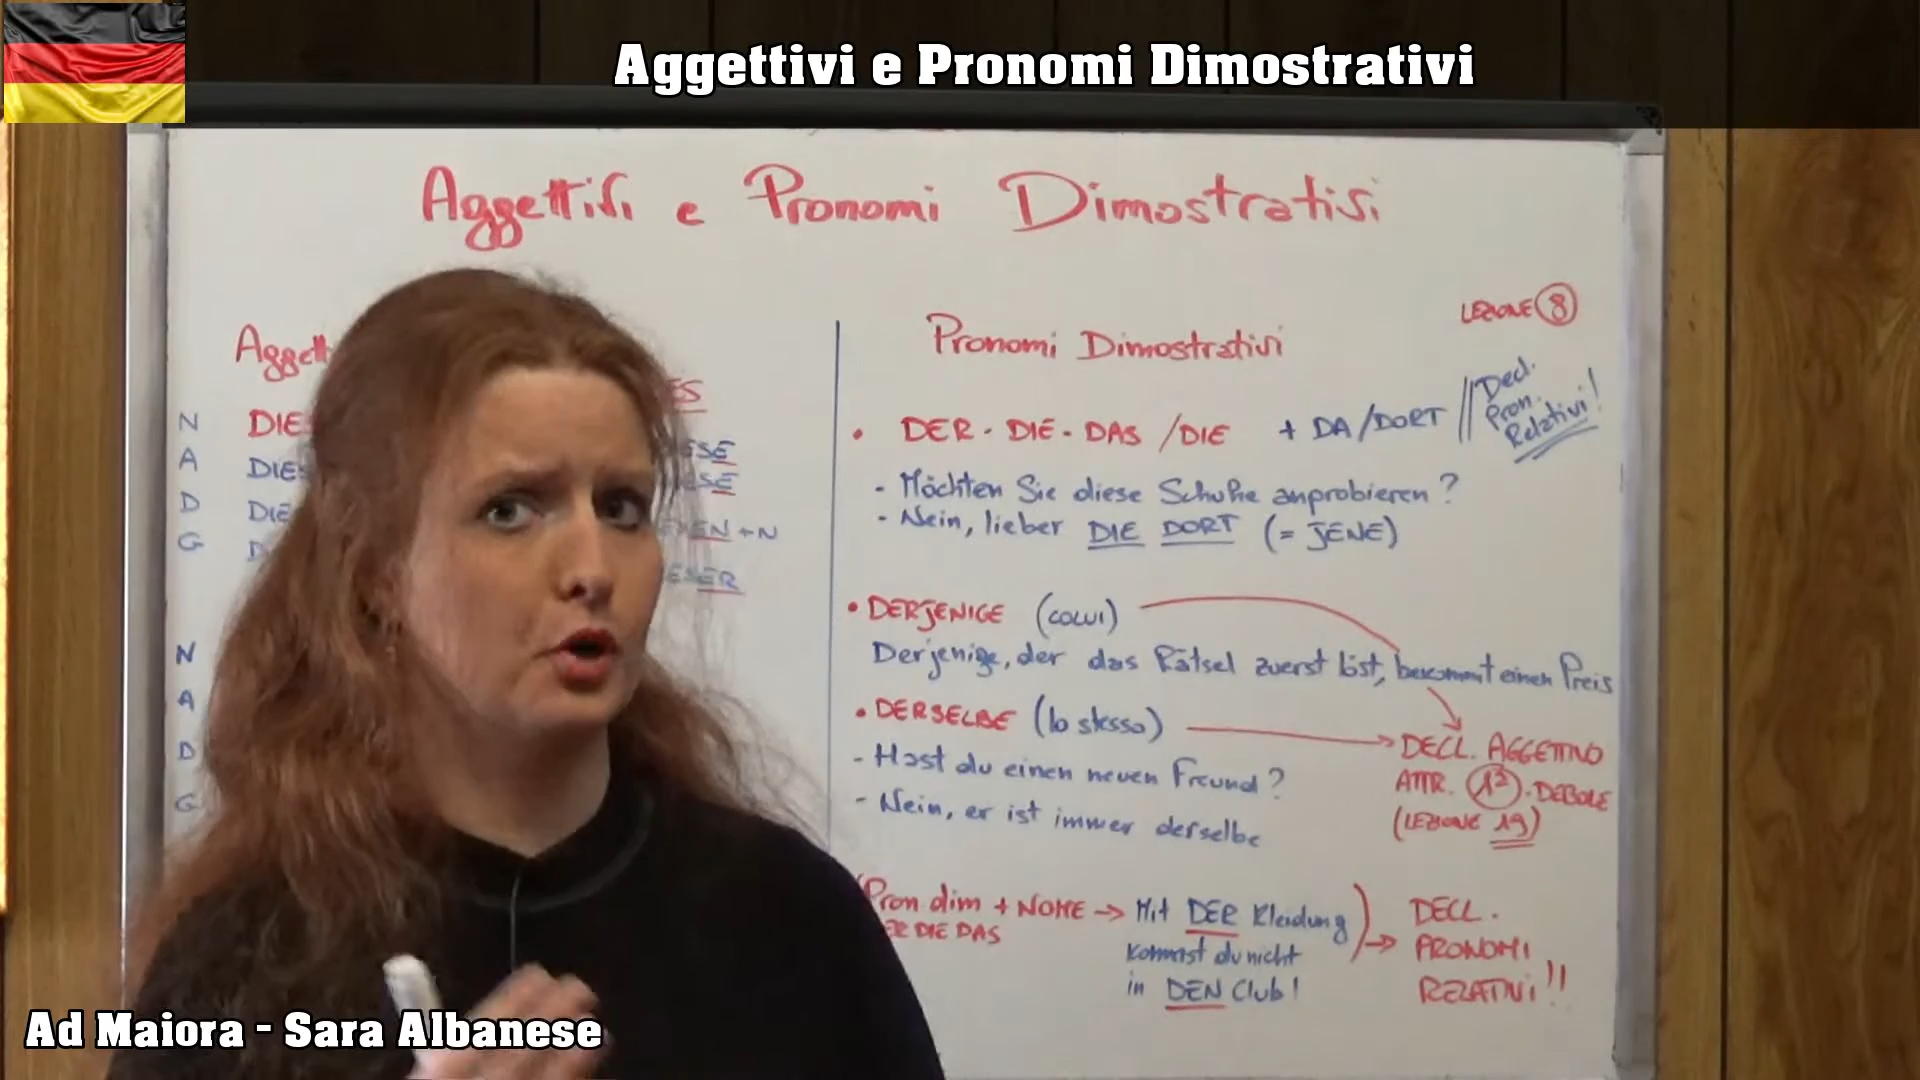 Aggettivi e Pronomi Dimostrativi
Aggettivi e Pronomi Dimostrativi
LEZIONE 8
Pronomi Dimostrativi
N
A
D
G
N
A
D
G
• DER - DIE - DAS / DIE + DA/DORT
Decl.
Pron.
Relativi!
- Möchten Sie diese Schuhe anprobieren?
- Nein, lieber DIE DORT (= JENE)
EN + N
• DERJENIGE (COLUI)
Derjenige, der das Rätsel zuerst löst, bekommt einen Preis
• DERSELBE (lo stesso)
- Hast du einen neuen Freund?
- Nein, er ist immer derselbe
DECL. AGGETTIVO
ATTR. 1ª - DEBOLE
(LEZIONE 19)
Pron dim + NOME → Mit DER Kleidung
DIE DAS
kommst du nicht
in DEN Club!
→ DECL.
PRONOMI
RELATIVI!!
Ad Maiora - Sara Albanese